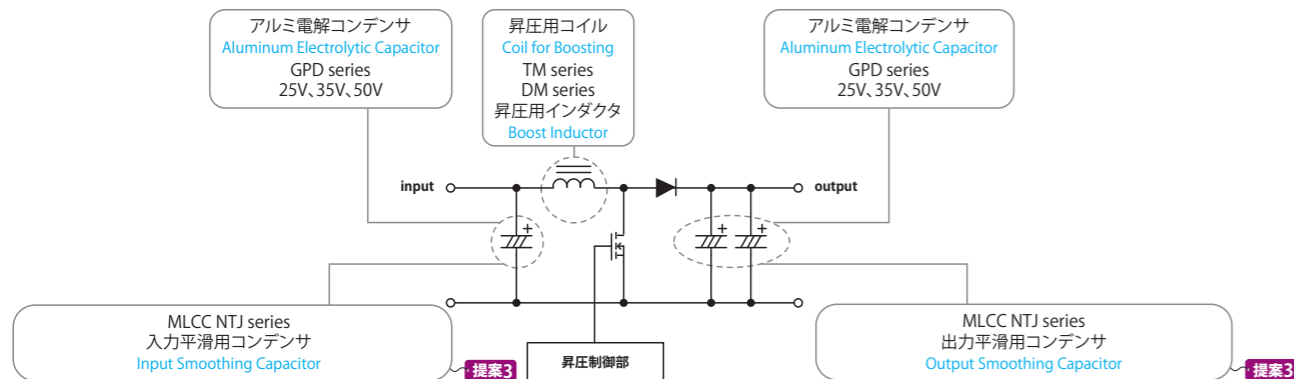 アルミ電解コンデンサ
Aluminum Electrolytic Capacitor
GPD series
25V、35V、50V
昇圧用コイル
Coil for Boosting
TM series
DM series
昇圧用インダクタ
Boost Inductor
アルミ電解コンデンサ
Aluminum Electrolytic Capacitor
GPD series
25V、35V、50V
input
output
+
+
+
MLCC NTJ series
入力平滑用コンデンサ
Input Smoothing Capacitor
提案3
昇圧制御部
MLCC NTJ series
出力平滑用コンデンサ
Output Smoothing Capacitor
提案3